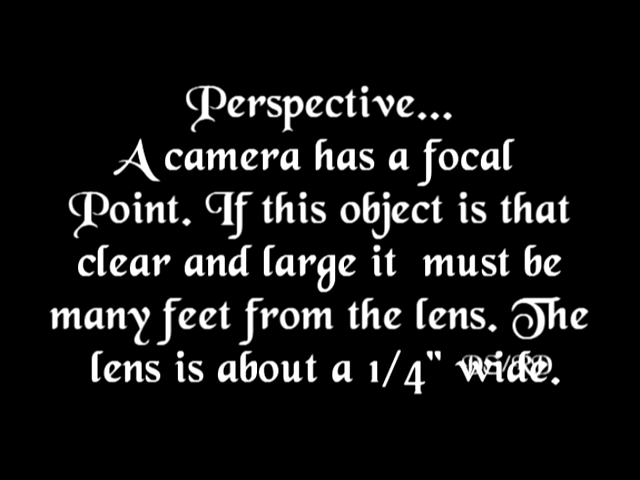 Perspective...
A camera has a focal
Point. If this object is that
clear and large it must be
many feet from the lens. The
lens is about a 1/4" wide.